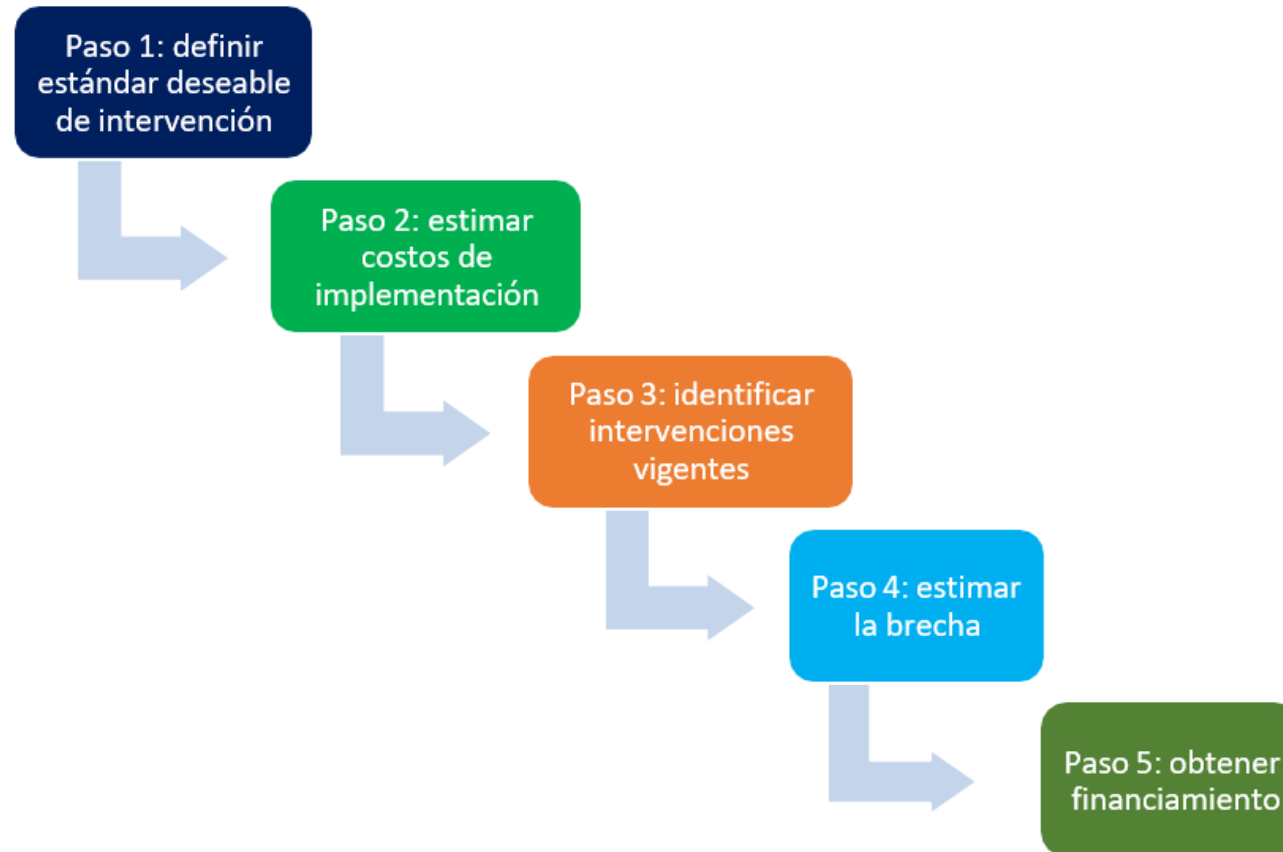 Paso 1: definir
estándar deseable
de intervención
Paso 2: estimar
costos de
implementación
Paso 3: identificar
intervenciones
vigentes
Paso 4: estimar
la brecha
Paso 5: obtener
financiamiento